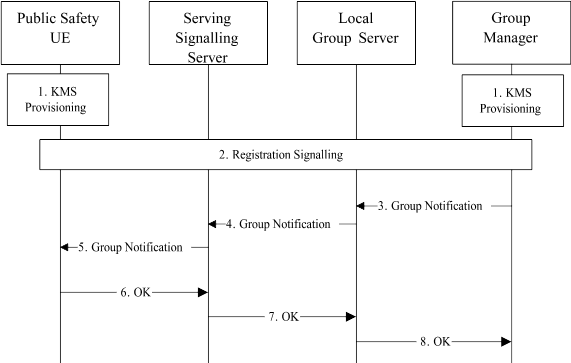 Public Safety
UE
Serving
Signalling
Server
Local
Group Server
Group
Manager
1. KMS
Provisioning
1. KMS
Provisioning
2. Registration Signalling
3. Group Notification
4. Group Notification
5. Group Notification
6. OK
7. OK
8. OK